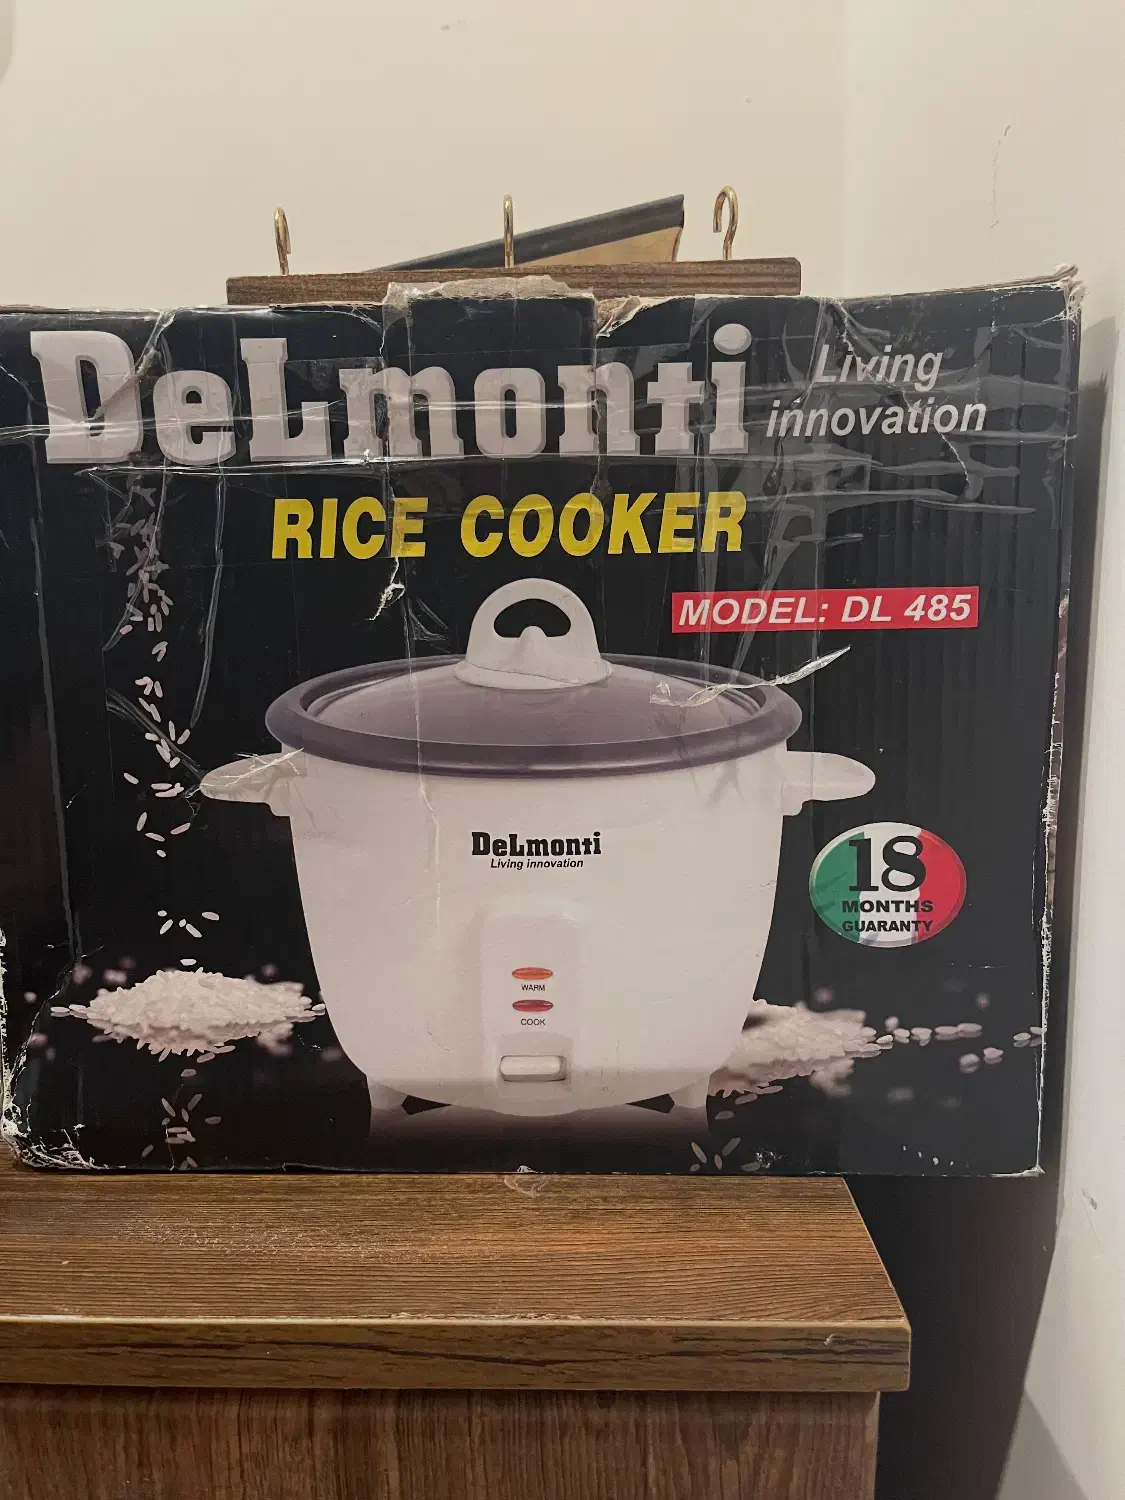 DeLmonti
Living
innovation
RICE COOKER
MODEL: DL 485
DeLmonti
Living innovation
18
MONTHS
GUARANTY
WARM
COOK